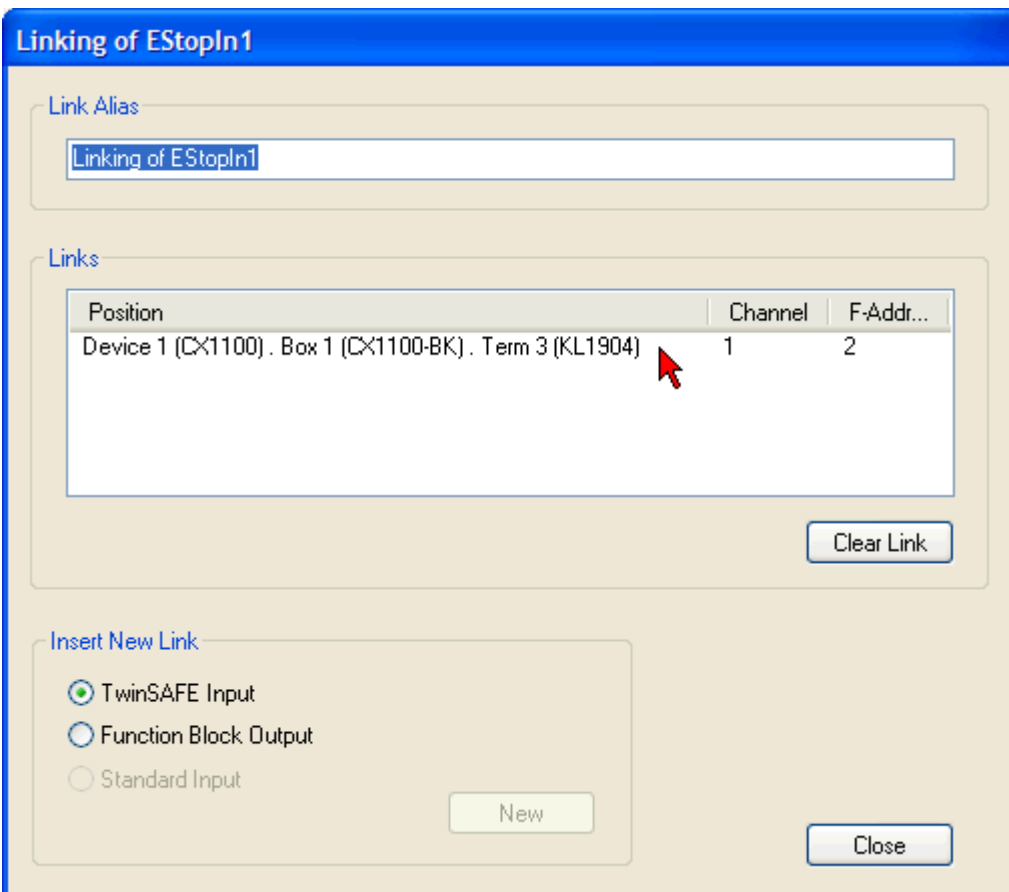 Linking of EStopIn1
Link Alias
Linking of EStopIn1
Links
Position Channel F-Addr...
Device 1 (CX1100) . Box 1 (CX1100-BK) . Term 3 (KL1904) 1 2
Clear Link
Insert New Link
TwinSAFE Input
Function Block Output
Standard Input
New
Close